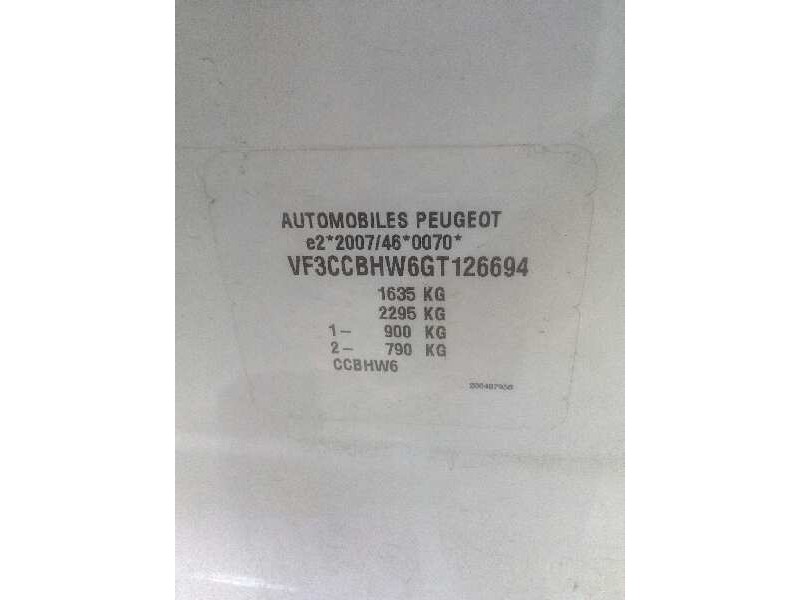 AUTOMOBILES PEUGEOT
e2*2007/46*0070*
VF3CCBHW6GT126694
1635 KG
2295 KG
1- 900 KG
2- 790 KG
CCBHW6